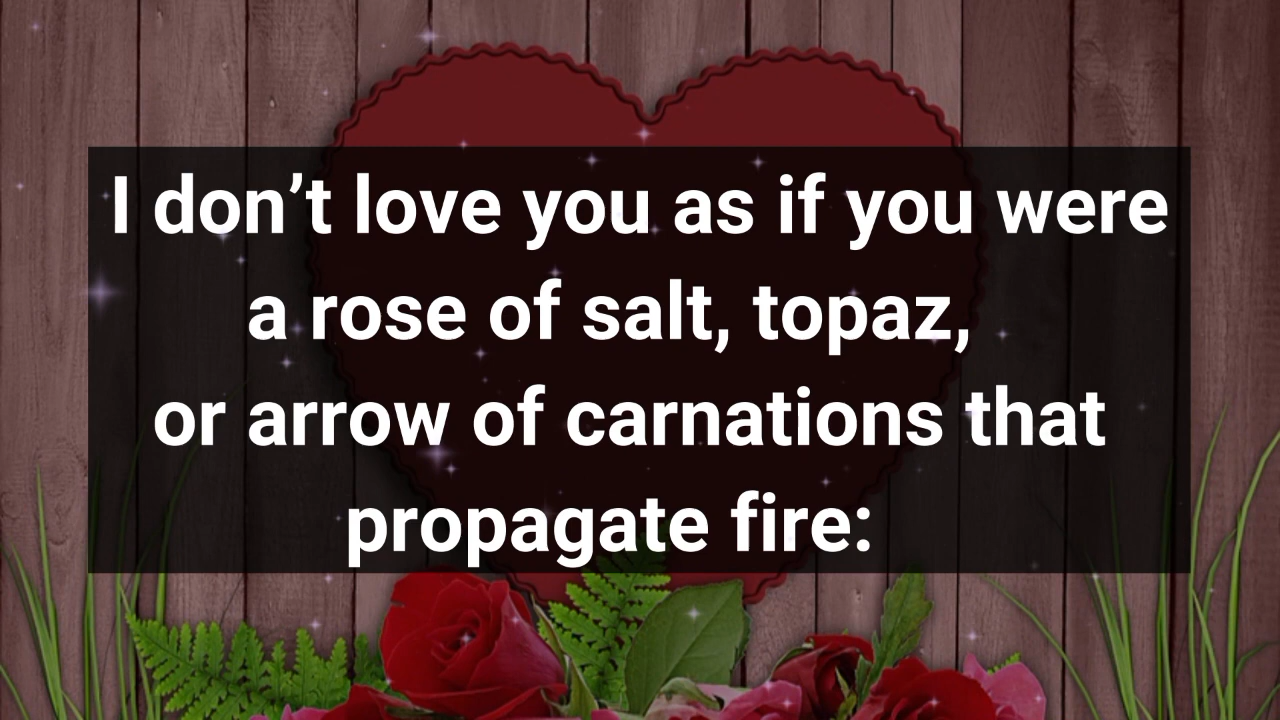 I don’t love you as if you were
a rose of salt, topaz,
or arrow of carnations that
propagate fire: